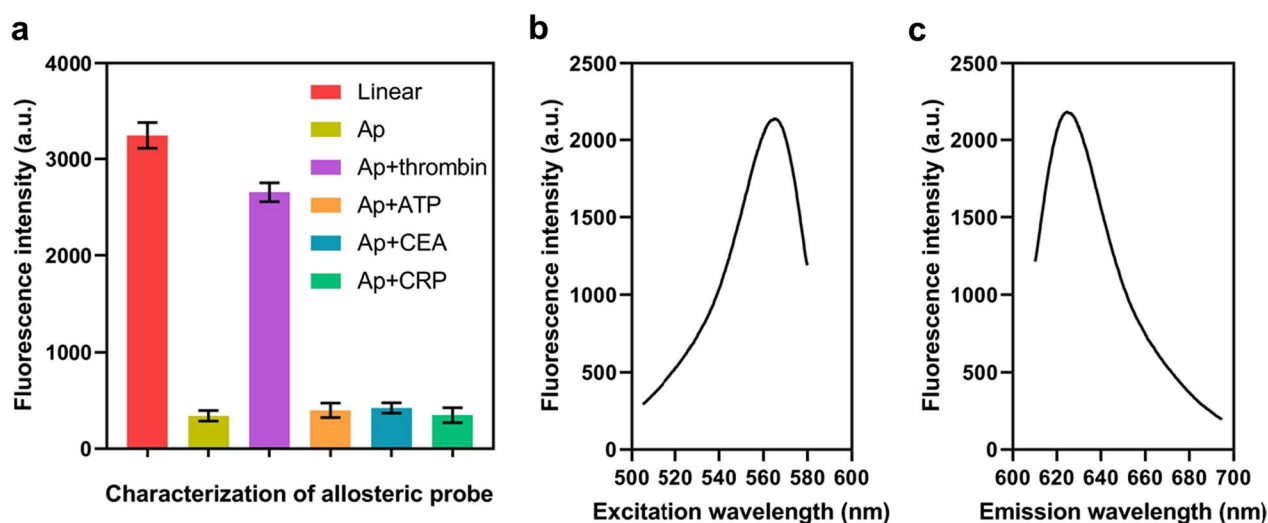 a
4000
3000
2000
1000
0
Fluorescence intensity (a.u.)
Linear
Ap
Ap+thrombin
Ap+ATP
Ap+CEA
Ap+CRP
Characterization of allosteric probe
b
2500
2000
1500
1000
500
0
Fluorescence intensity (a.u.)
500 520 540 560 580 600
Excitation wavelength (nm)
c
2500
2000
1500
1000
500
0
Fluorescence intensity (a.u.)
600 620 640 660 680 700
Emission wavelength (nm)